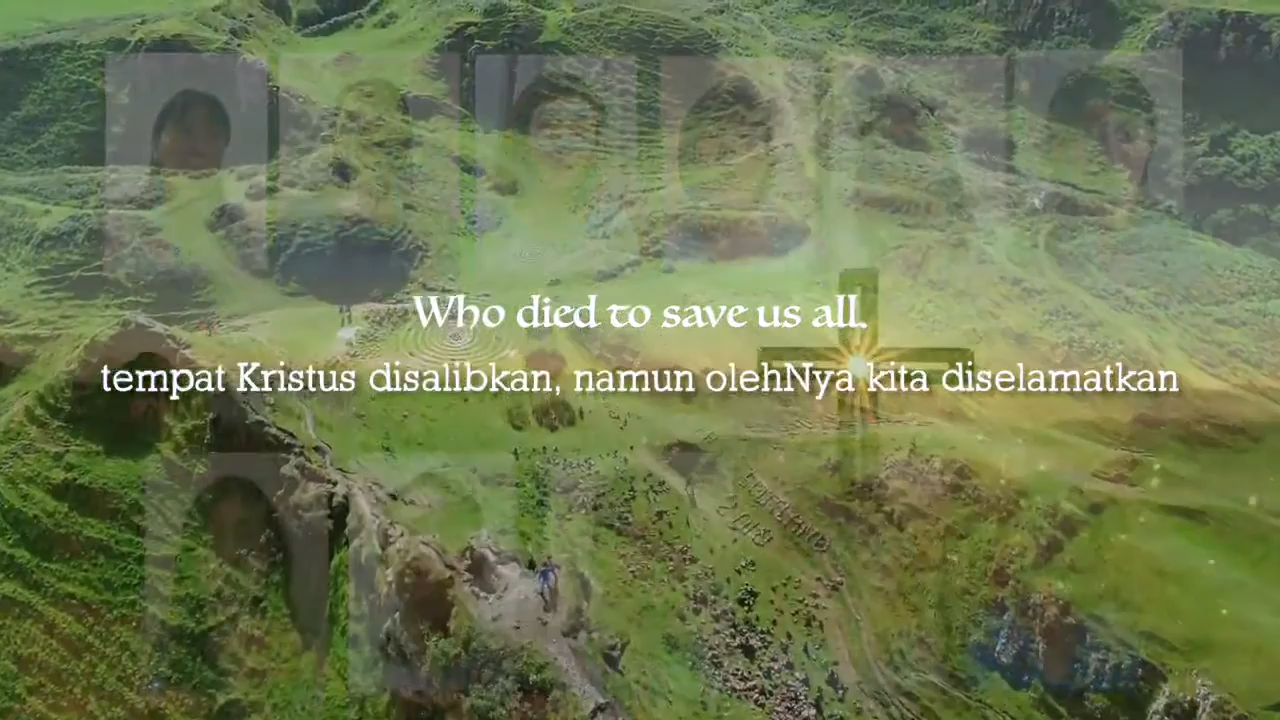 Who died to save us all.
tempat Kristus disalibkan, namun olehNya kita diselamatkan